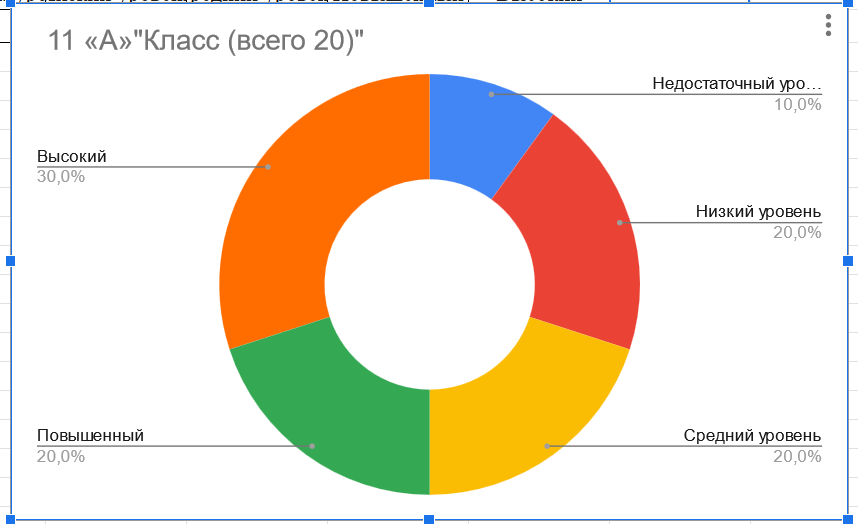 11 «А»"Класс (всего 20)"
Недостаточный уро…
10,0%
Высокий
30,0%
Низкий уровень
20,0%
Повышенный
20,0%
Средний уровень
20,0%